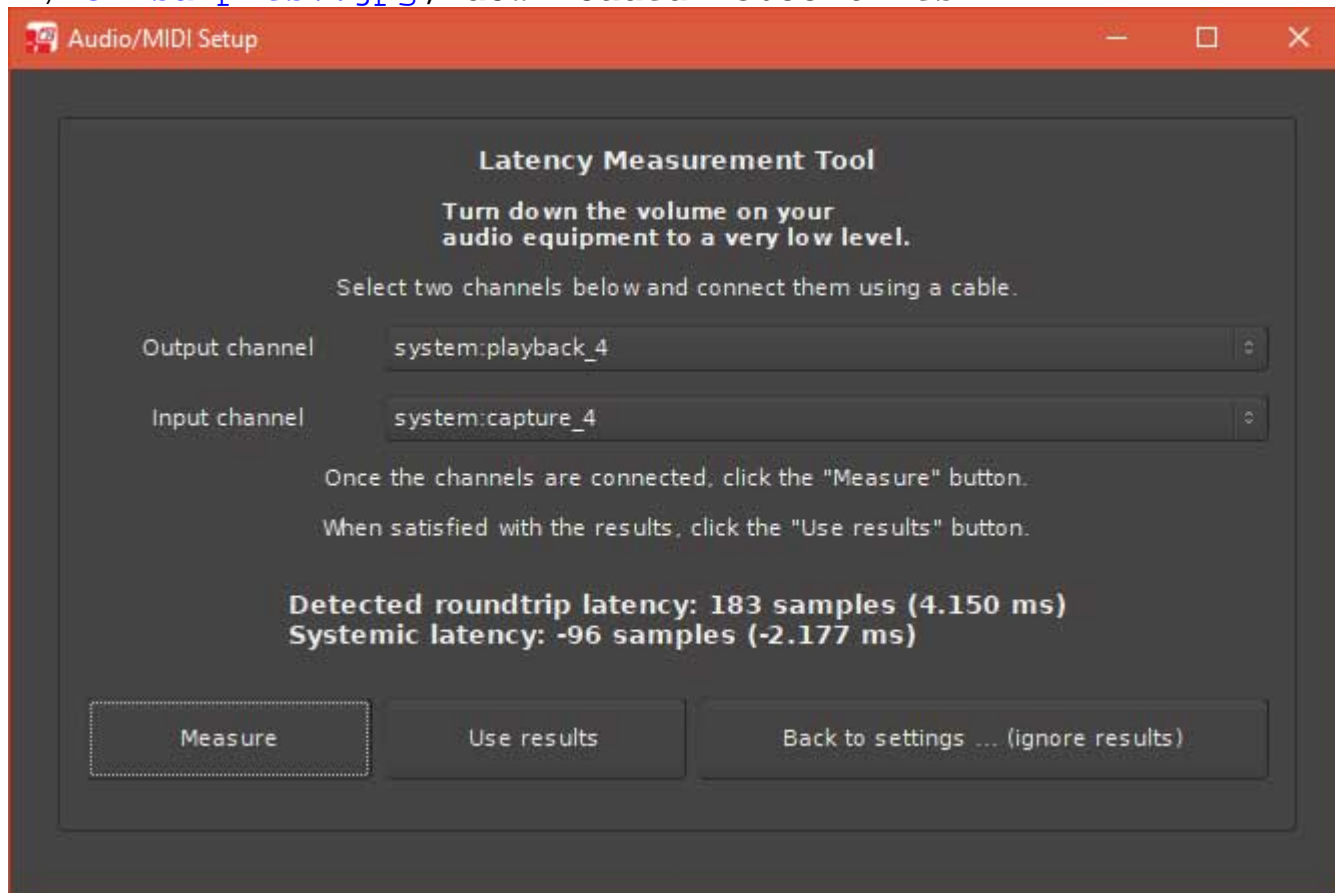 Audio/MIDI Setup
Latency Measurement Tool
Turn down the volume on your
audio equipment to a very low level.
Select two channels below and connect them using a cable.
Output channel system:playback_4
Input channel system:capture_4
Once the channels are connected, click the "Measure" button.
When satisfied with the results, click the "Use results" button.
Detected roundtrip latency: 183 samples (4.150 ms)
Systemic latency: -96 samples (-2.177 ms)
Measure Use results Back to settings ... (ignore results)